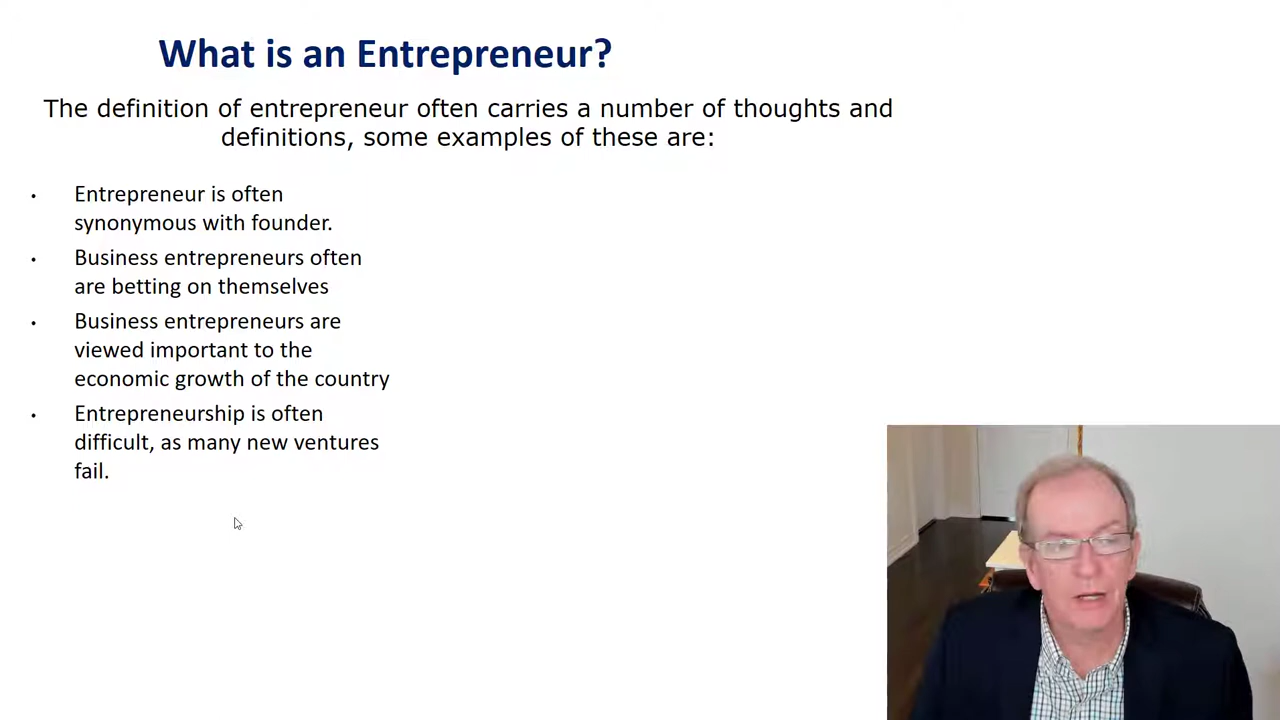 What is an Entrepreneur?
The definition of entrepreneur often carries a number of thoughts and
definitions, some examples of these are:
• Entrepreneur is often
synonymous with founder.
• Business entrepreneurs often
are betting on themselves
• Business entrepreneurs are
viewed important to the
economic growth of the country
• Entrepreneurship is often
difficult, as many new ventures
fail.